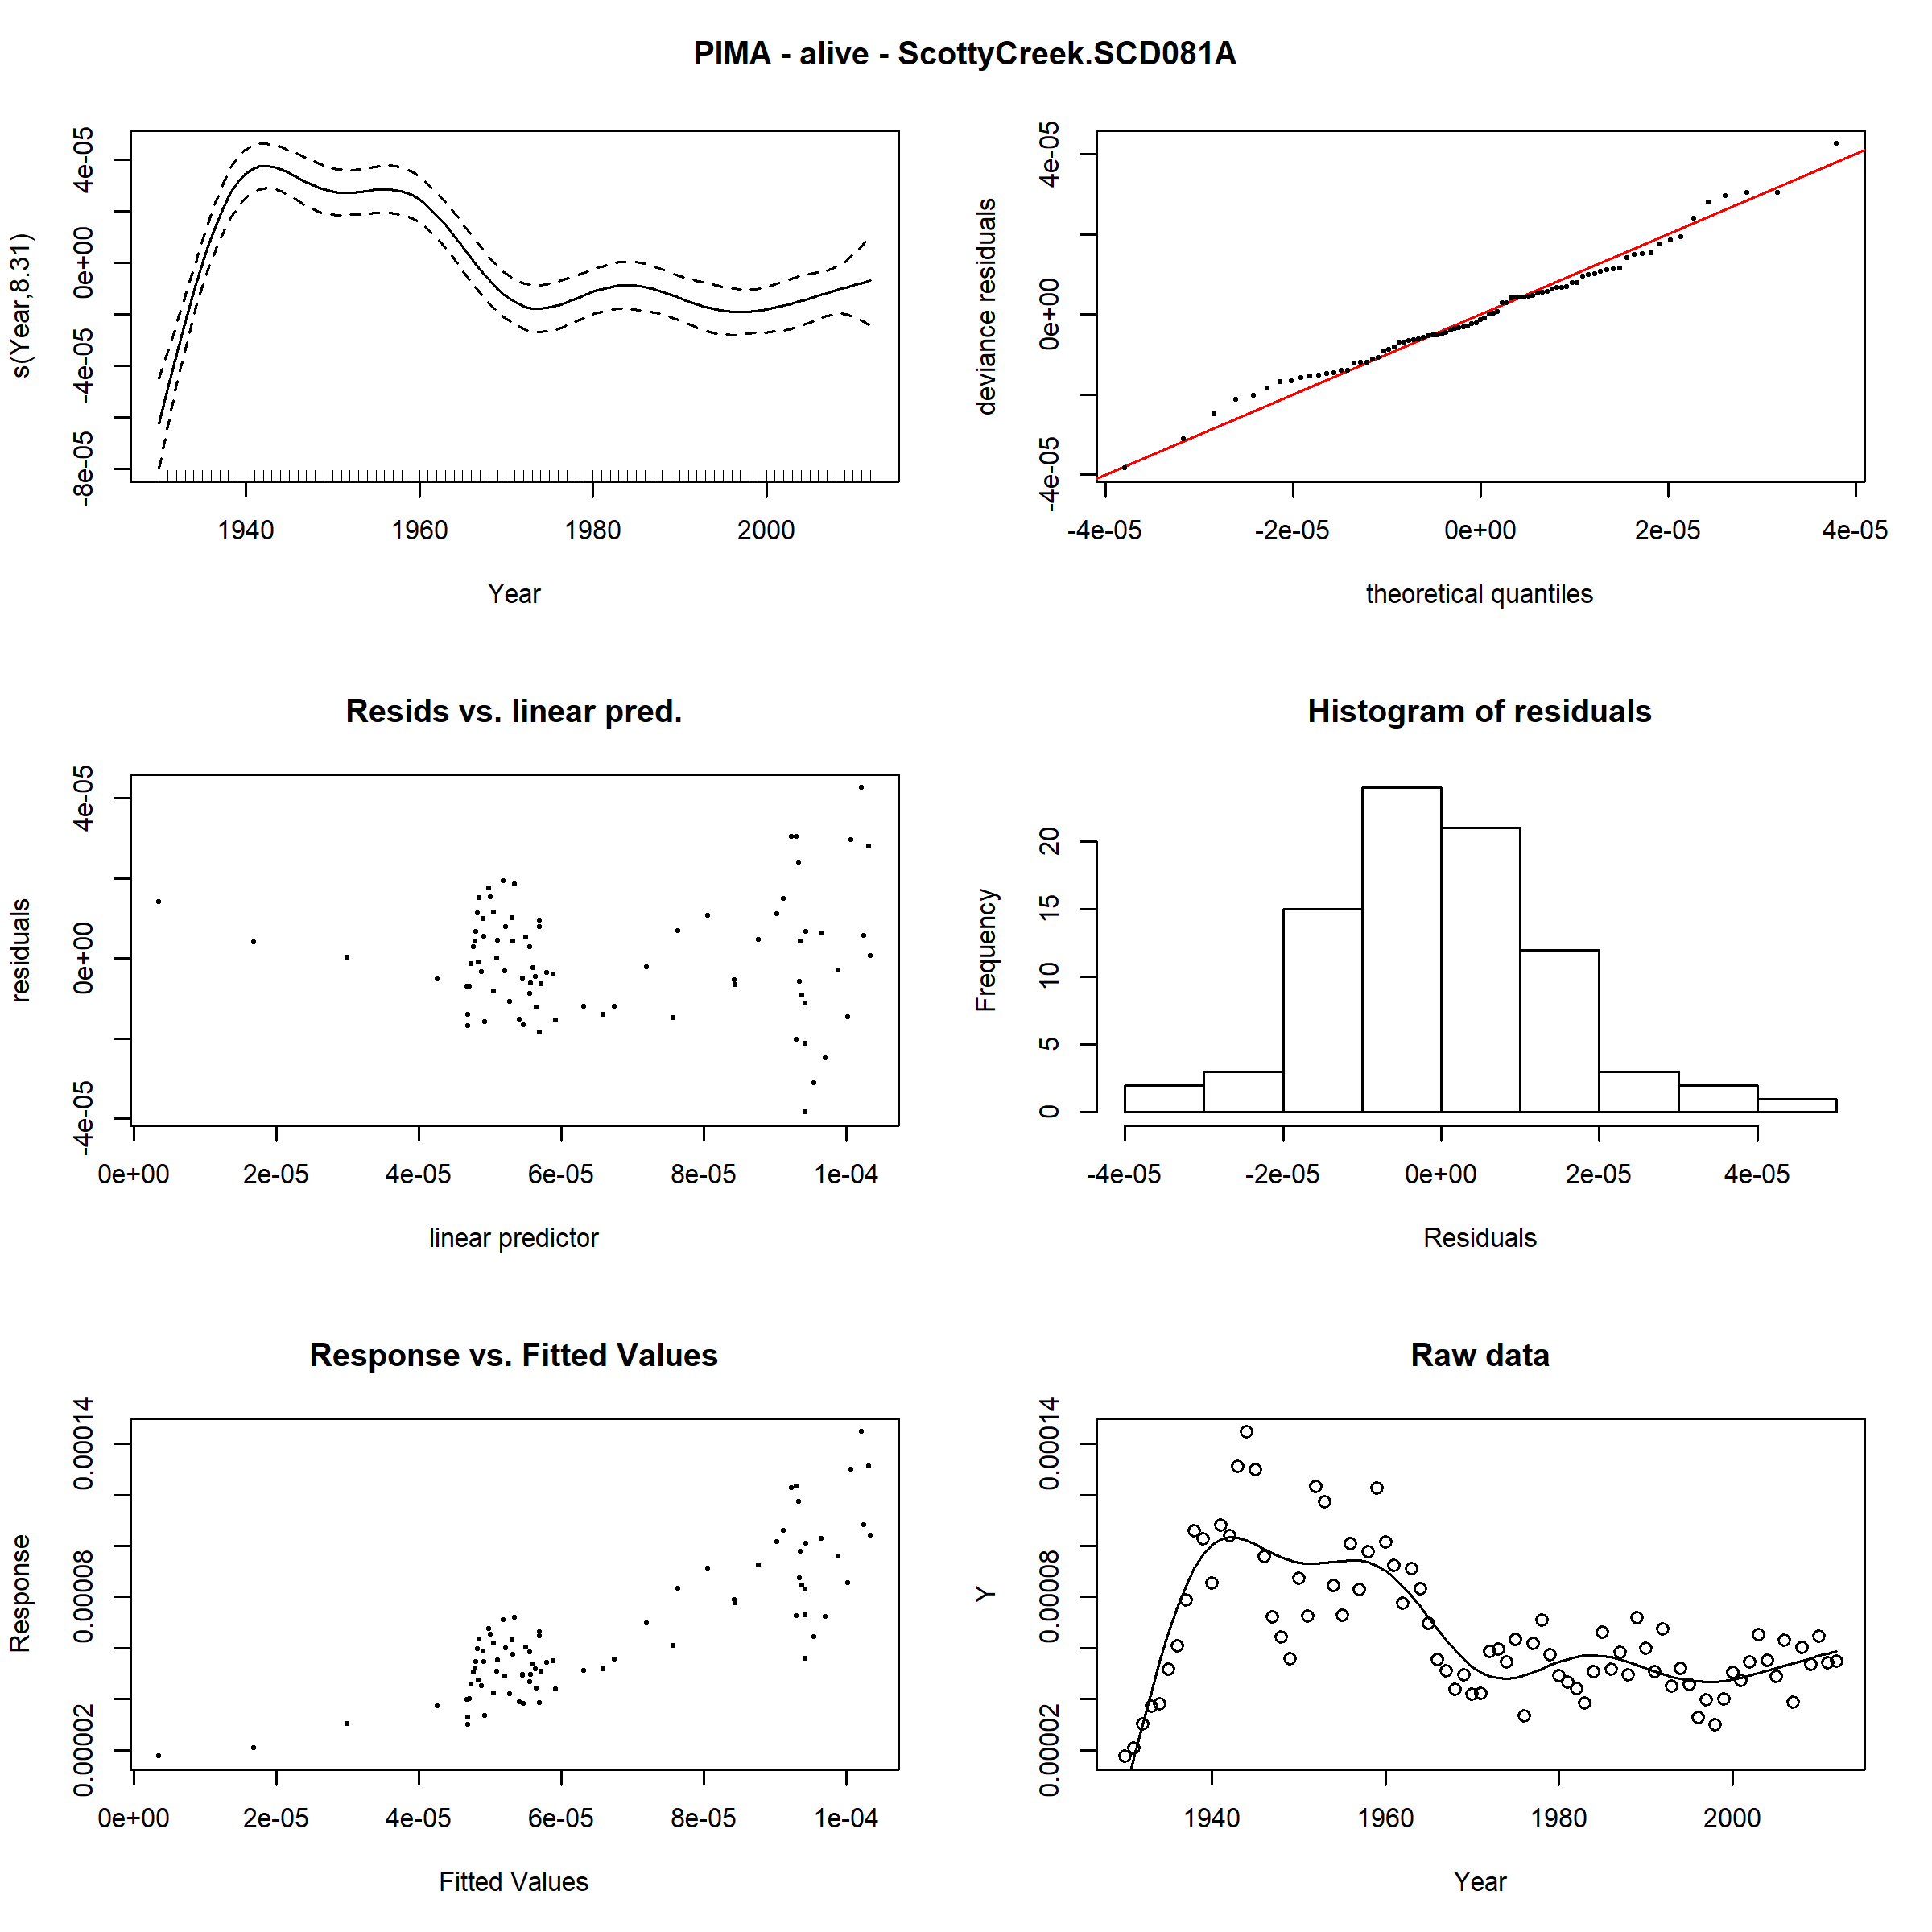 PIMA - alive - ScottyCreek.SCD081A
s(Year,8.31)
-8e-05 -4e-05 0e+00 4e-05
1940 1960 1980 2000
Year
deviance residuals
-4e-05 0e+00 4e-05
-4e-05 -2e-05 0e+00 2e-05 4e-05
theoretical quantiles
Resids vs. linear pred.
residuals
-4e-05 0e+00 4e-05
0e+00 2e-05 4e-05 6e-05 8e-05 1e-04
linear predictor
Histogram of residuals
Frequency
0 5 10 15 20
-4e-05 -2e-05 0e+00 2e-05 4e-05
Residuals
Response vs. Fitted Values
Response
0.00002 0.00008 0.00014
0e+00 2e-05 4e-05 6e-05 8e-05 1e-04
Fitted Values
Raw data
Y
0.00002 0.00008 0.00014
1940 1960 1980 2000
Year